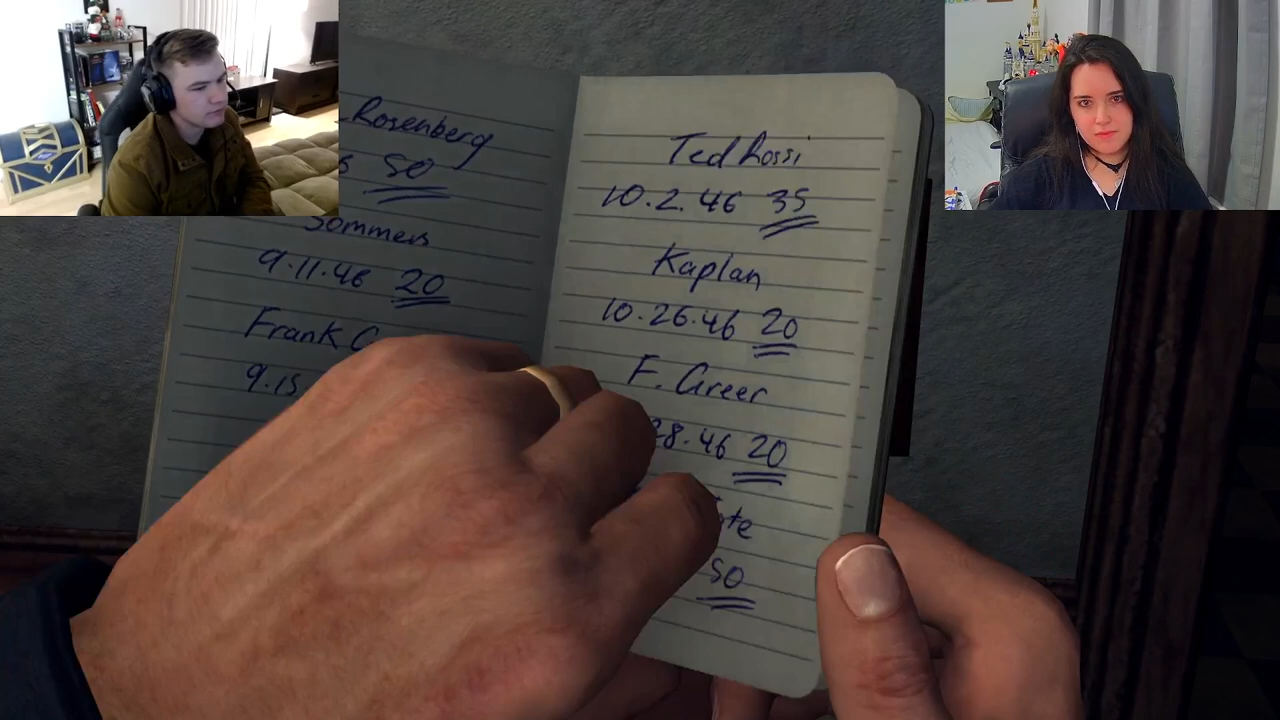 Rosenberg
50
Sommers
9.11.46 20
Frank
9.15
Ted Rossi
10.2.46 35
Kaplan
10.26.46 20
F. Greer
28.46 20
50